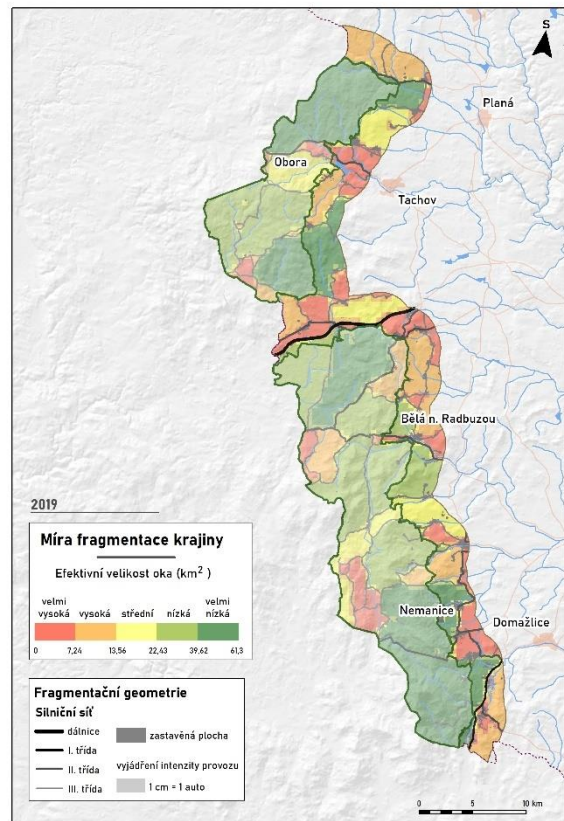 S
Planá
Obora
Tachov
Bělá n. Radbuzou
2019
Míra fragmentace krajiny
Efektivní velikost oka (km²)
velmi vysoká
vysoká
střední
nízká
velmi nízká
0 7,24 13,56 22,43 39,62 61,3
Nemanice
Domažlice
Fragmentační geometrie
Silniční síť
dálnice
zastavěná plocha
I. třída
II. třída
vyjádření intenzity provozu
III. třída
1 cm = 1 auto
0 5 10 km